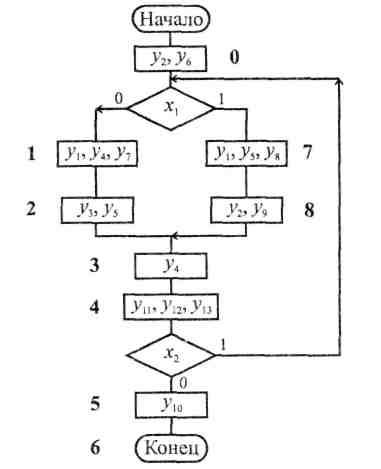 Начало
y₂, y₆ 0
x₁ 0 1
1 y₁, y₄, y₇ y₁, y₅, y₈ 7
2 y₃, y₅ y₂, y₉ 8
3 y₄
4 y₁₁, y₁₂, y₁₃
x₂ 1
0
5 y₁₀
6 Конец